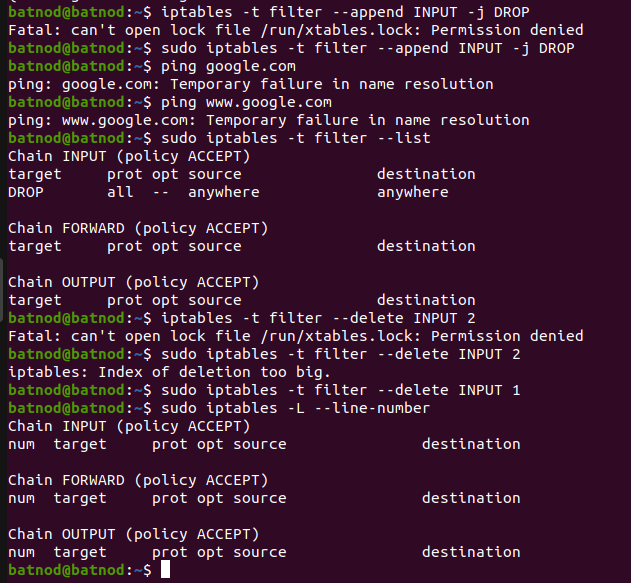 batnod@batnod:~$ iptables -t filter --append INPUT -j DROP
Fatal: can't open lock file /run/xtables.lock: Permission denied
batnod@batnod:~$ sudo iptables -t filter --append INPUT -j DROP
batnod@batnod:~$ ping google.com
ping: google.com: Temporary failure in name resolution
batnod@batnod:~$ ping www.google.com
ping: www.google.com: Temporary failure in name resolution
batnod@batnod:~$ sudo iptables -t filter --list
Chain INPUT (policy ACCEPT)
target     prot opt source               destination
DROP       all  --  anywhere             anywhere

Chain FORWARD (policy ACCEPT)
target     prot opt source               destination

Chain OUTPUT (policy ACCEPT)
target     prot opt source               destination
batnod@batnod:~$ iptables -t filter --delete INPUT 2
Fatal: can't open lock file /run/xtables.lock: Permission denied
batnod@batnod:~$ sudo iptables -t filter --delete INPUT 2
iptables: Index of deletion too big.
batnod@batnod:~$ sudo iptables -t filter --delete INPUT 1
batnod@batnod:~$ sudo iptables -L --line-number
Chain INPUT (policy ACCEPT)
num  target     prot opt source               destination

Chain FORWARD (policy ACCEPT)
num  target     prot opt source               destination

Chain OUTPUT (policy ACCEPT)
num  target     prot opt source               destination
batnod@batnod:~$